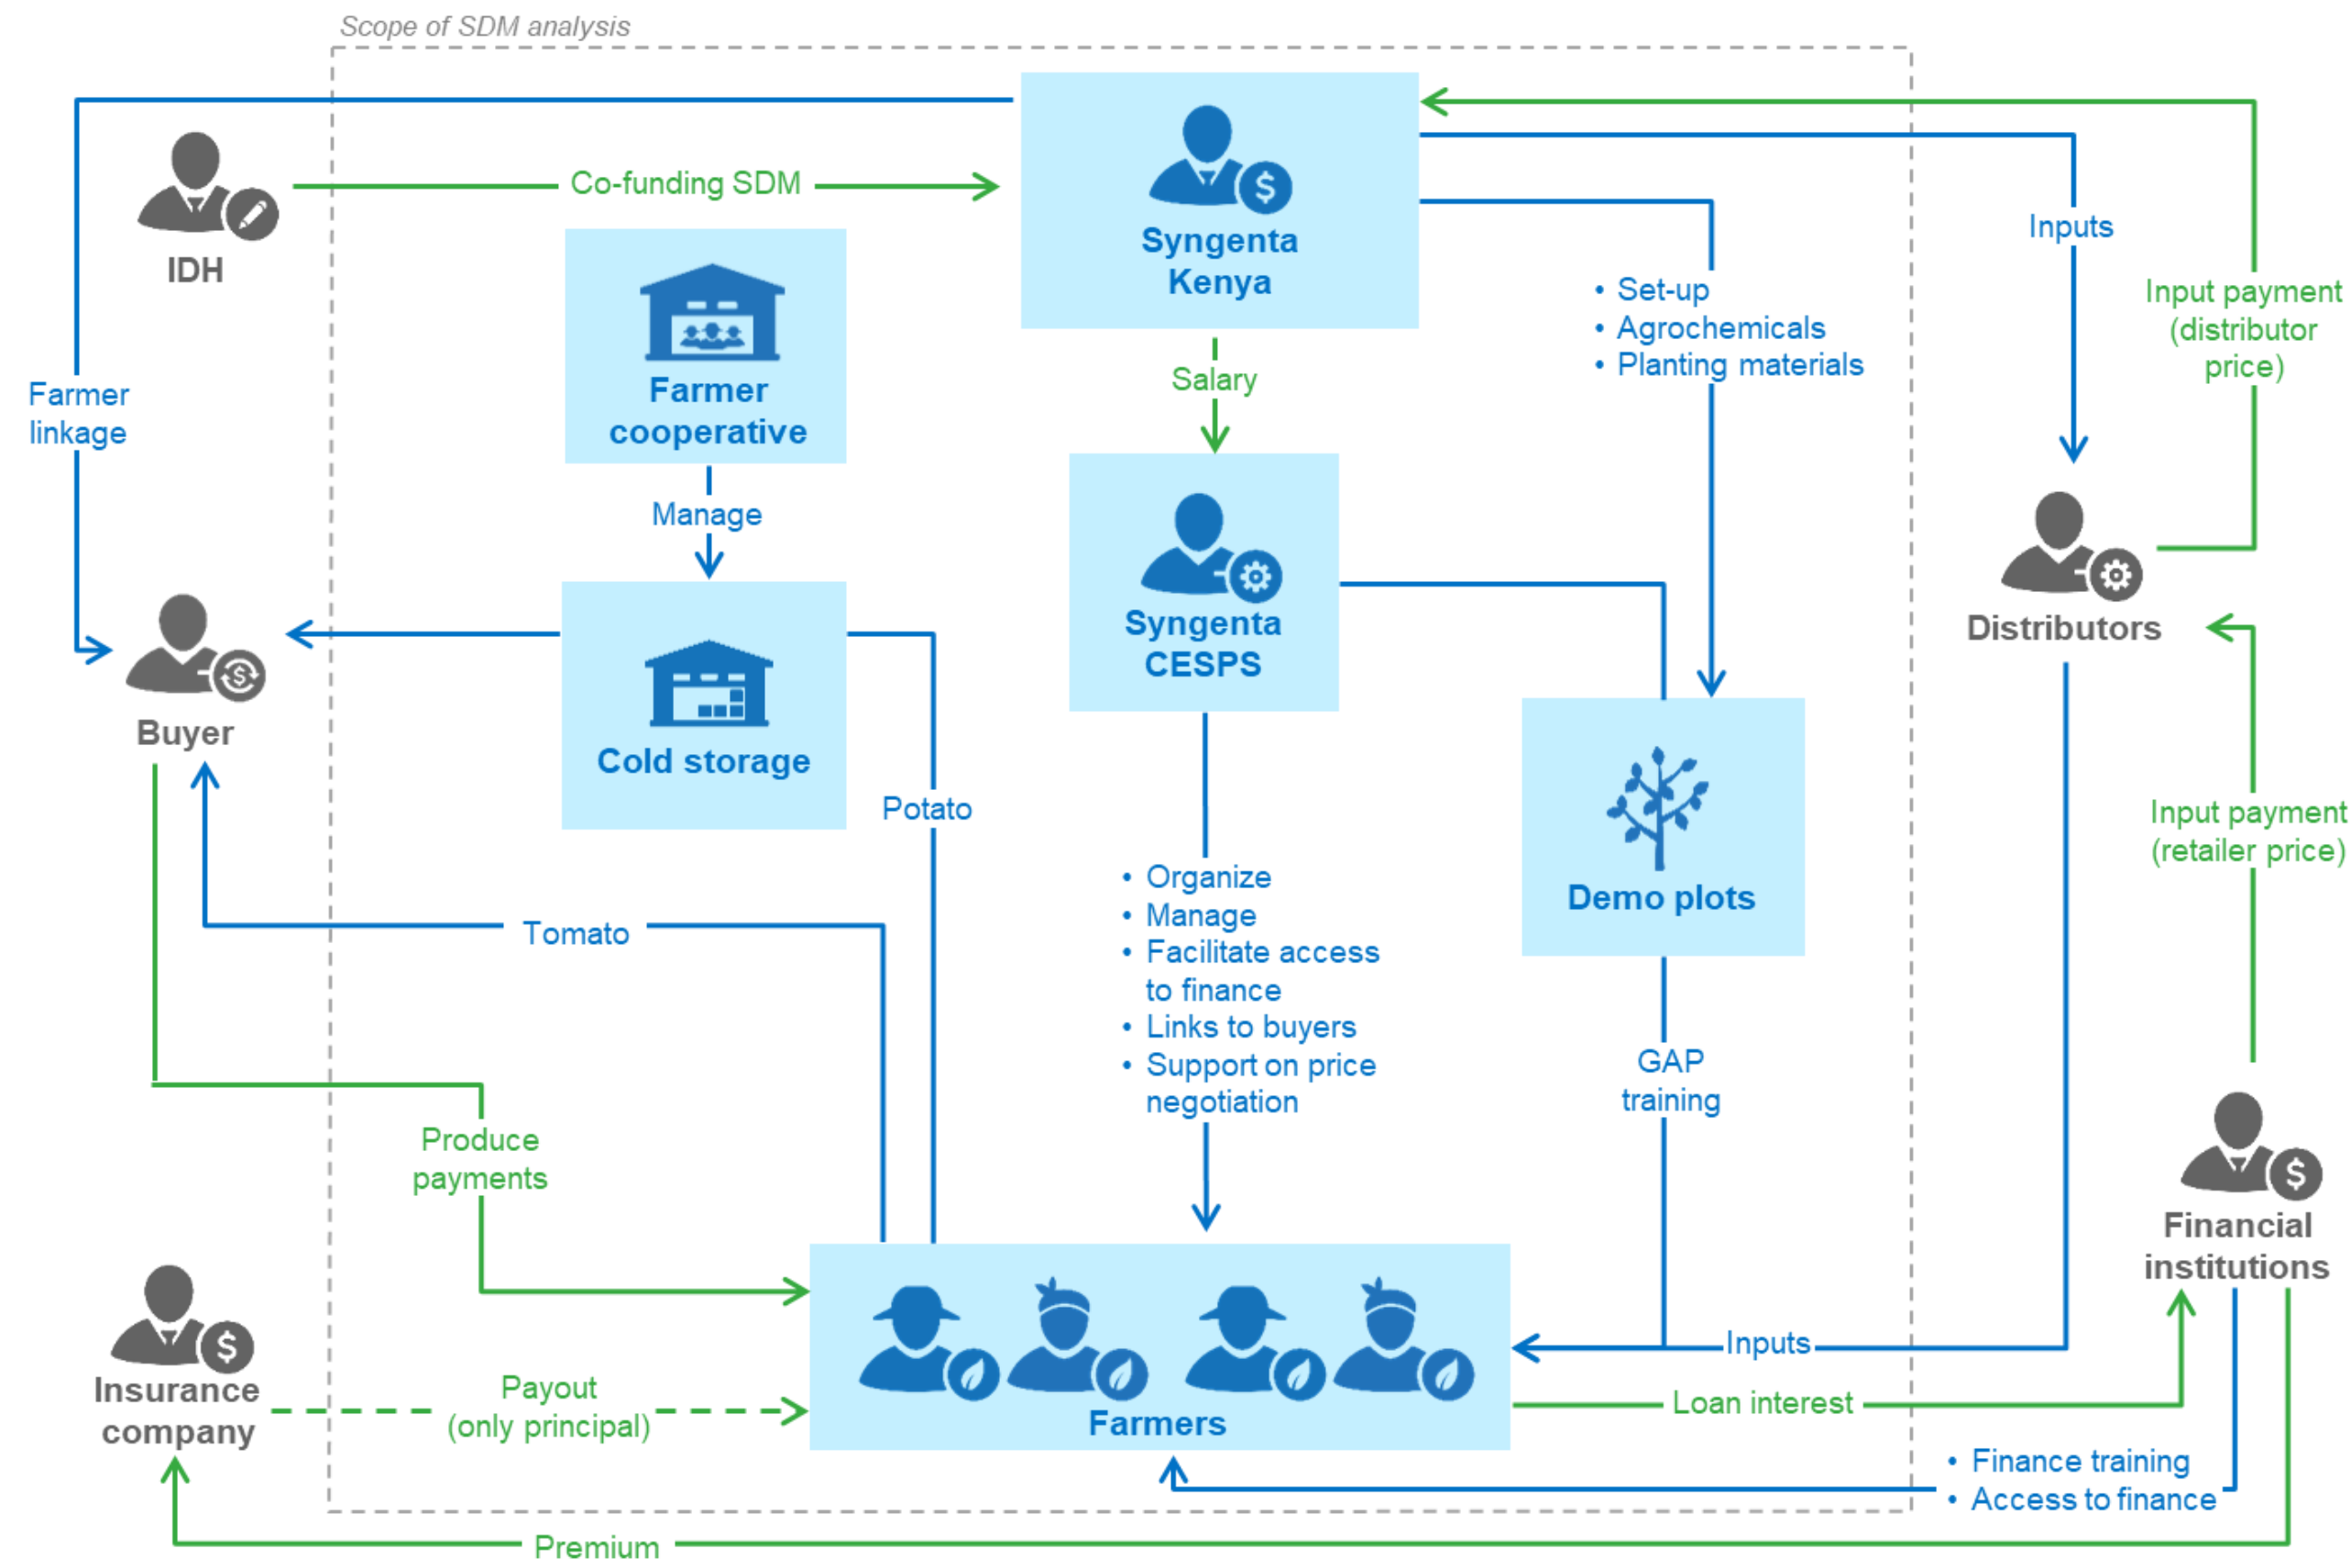 Scope of SDM analysis
Co-funding SDM
IDH
Syngenta
Kenya
Inputs
Input payment
(distributor
price)
• Set-up
• Agrochemicals
• Planting materials
Farmer
linkage
Farmer
cooperative
Salary
Manage
Syngenta
CESPS
Distributors
Buyer
Cold storage
Potato
Input payment
(retailer price)
Demo plots
Tomato
• Organize
• Manage
• Facilitate access
to finance
• Links to buyers
• Support on price
negotiation
GAP
training
Produce
payments
Financial
institutions
Inputs
Insurance
company
Payout
(only principal)
Farmers
Loan interest
• Finance training
• Access to finance
Premium